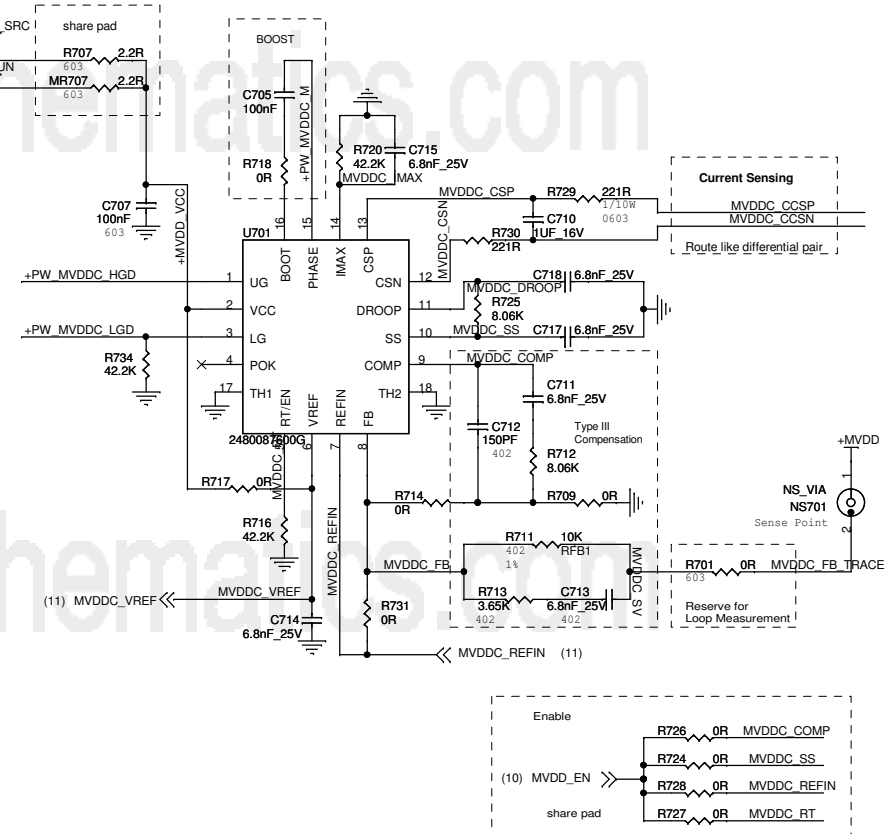 _SRC
share pad
UN
R707 2.2R
603
MR707 2.2R
603
BOOST
C705
100nF
+PW_MVDDC_M
R718
0R
R720
42.2K
C715
6.8nF_25V
MVDDC_MAX
C707
100nF
603
+MVDD_VCC
MVDDC_CSP
R729 221R
1/10W
0603
Current Sensing
MVDDC_CCSP
MVDDC_CCSN
Route like differential pair
MVDDC_CSN
C710
1UF_16V
R730
221R
16 15 14 13
U701
BOOT PHASE IMAX CSP
+PW_MVDDC_HGD 1 UG
2 VCC
+PW_MVDDC_LGD 3 LG
4 POK
17 TH1
CSN 12
DROOP 11
SS 10
COMP 9
TH2 18
RT/EN VREF REFIN FB
5 6 7 8
2480087600G
R734
42.2K
C718 6.8nF_25V
MVDDC_DROOP
R725
8.06K
MVDDC_SS
C717 6.8nF_25V
MVDDC_COMP
C711
6.8nF_25V
C712
150PF
402
Type III
Compensation
R712
8.06K
R717 0R
R716
42.2K
MVDDC_REFIN
R714
0R
R709 0R
+MVDD
1
NS_VIA
NS701
Sense Point
2
R711 10K
402 RFB1
1%
MVDDC_FB
R713 C713
3.65K 6.8nF_25V
402 402
MVDDC_SV
R701 0R
603
MVDDC_FB_TRACE
Reserve for
Loop Measurement
(11) MVDDC_VREF
MVDDC_VREF
C714
6.8nF_25V
R731
0R
MVDDC_REFIN (11)
Enable
(10) MVDD_EN
share pad
R726 0R MVDDC_COMP
R724 0R MVDDC_SS
R728 0R MVDDC_REFIN
R727 0R MVDDC_RT
hematics.com
hematics.com